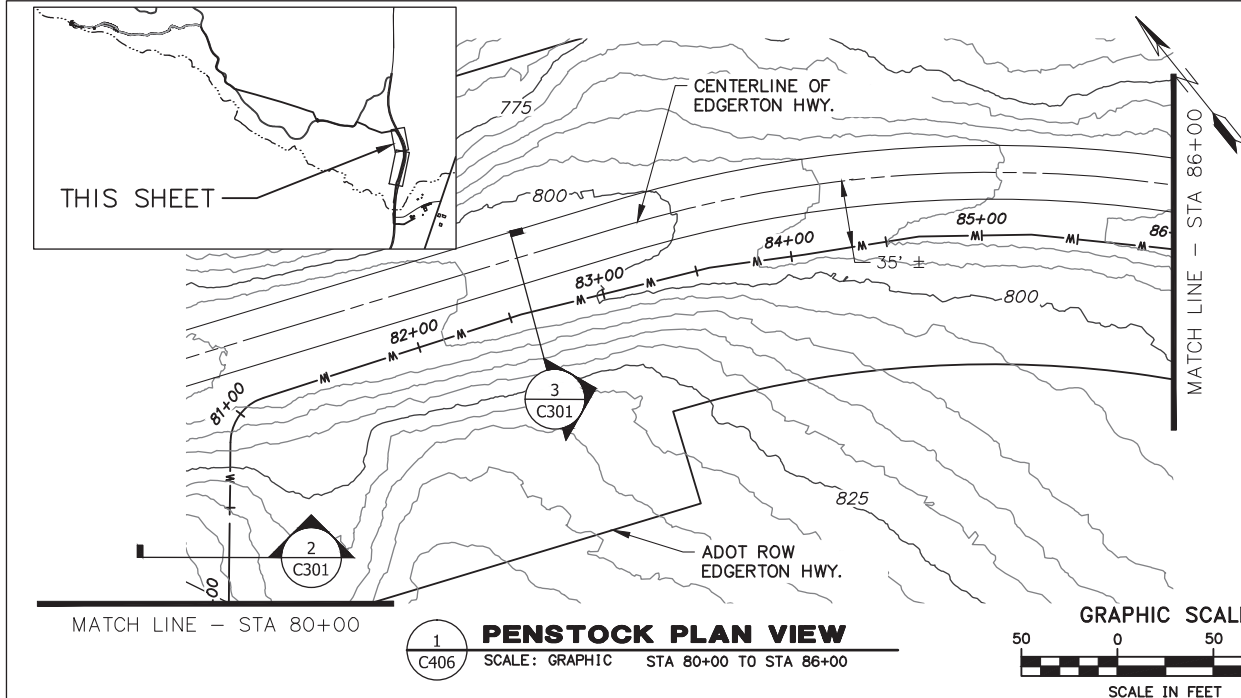 THIS SHEET
775
CENTERLINE OF
EDGERTON HWY.
MATCH LINE – STA 86+00
800
86-
85+00
84+00
35' ±
83+00
800
W W W W W W W W W W
82+00
81+00
3
C301
825
2
C301
ADOT ROW
EDGERTON HWY.
MATCH LINE – STA 80+00
1
C406
PENSTOCK PLAN VIEW
SCALE: GRAPHIC STA 80+00 TO STA 86+00
GRAPHIC SCAL
50 0 50
SCALE IN FEET